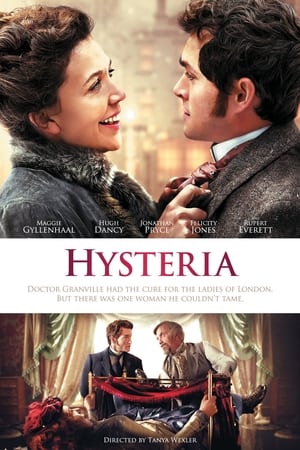 MAGGIE GYLLENHAAL HUGH DANCY JONATHAN PRYCE FELICITY JONES RUPERT EVERETT
HYSTERIA
DOCTOR GRANVILLE HAD THE CURE FOR THE LADIES OF LONDON.
BUT THERE WAS ONE WOMAN HE COULDN'T TAME.
DIRECTED BY TANYA WEXLER